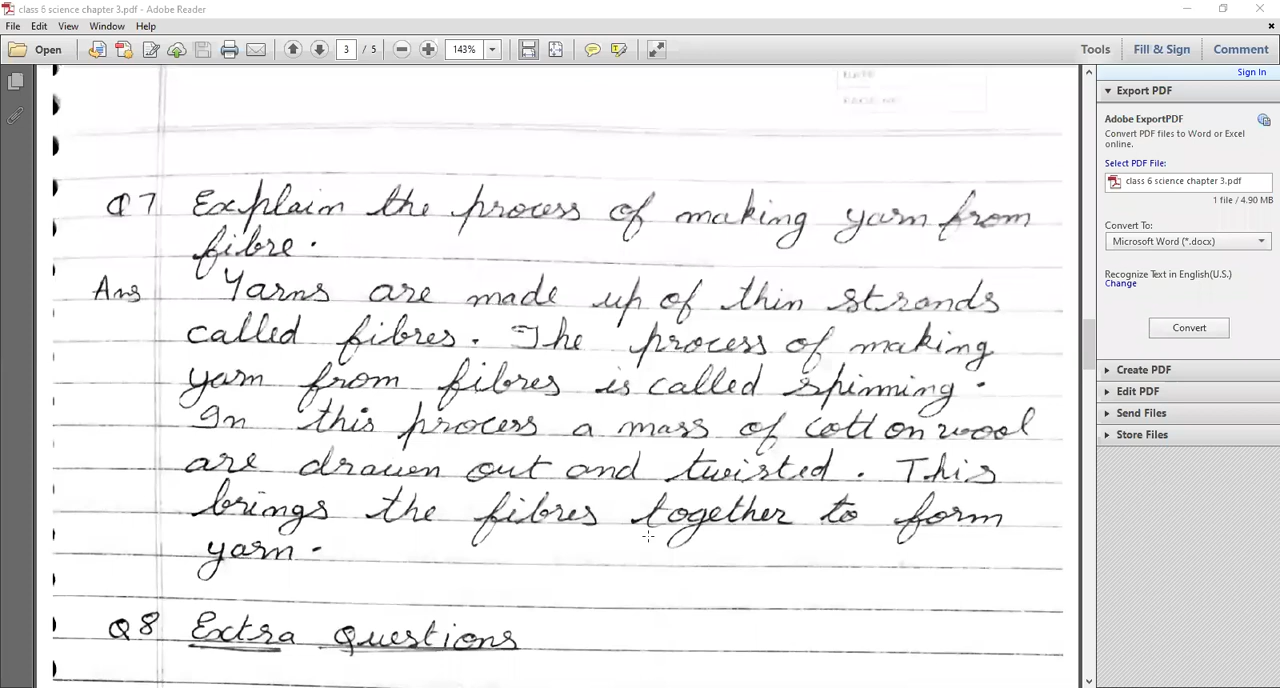 class 6 science chapter 3.pdf - Adobe Reader
File Edit View Window Help
Open 3 / 5 143% Tools Fill & Sign Comment
Sign In
Export PDF
Adobe ExportPDF
Convert PDF files to Word or Excel
online.
Select PDF File:
class 6 science chapter 3.pdf
1 file / 4.90 MB
Convert To:
Microsoft Word (*.docx)
Recognize Text in English(U.S.)
Change
Convert
Create PDF
Edit PDF
Send Files
Store Files
Q7 Explain the process of making yarn from
fibre.
Ans Yarns are made up of thin strands
called fibres. The process of making
yarn from fibres is called spinning.
In this process a mass of cotton wool
are drawn out and twisted. This
brings the fibres together to form
yarn.
Q8 Extra Questions